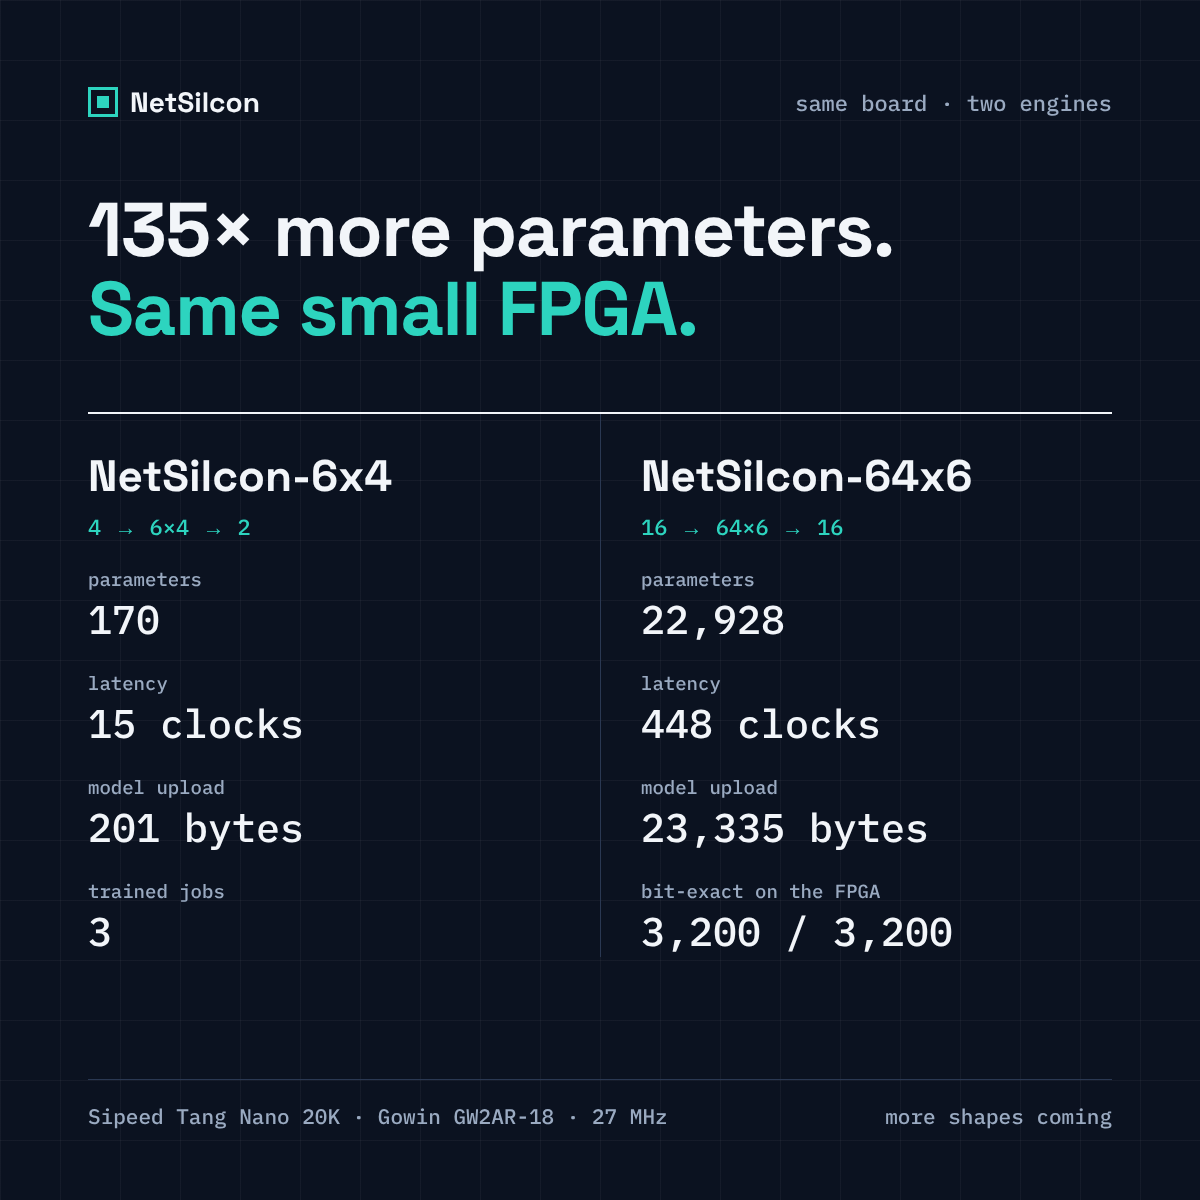 NetSilcon
same board · two engines
135× more parameters.
Same small FPGA.
NetSilcon-6x4
4 → 6×4 → 2
parameters
170
latency
15 clocks
model upload
201 bytes
trained jobs
3
NetSilcon-64x6
16 → 64×6 → 16
parameters
22,928
latency
448 clocks
model upload
23,335 bytes
bit-exact on the FPGA
3,200 / 3,200
Sipeed Tang Nano 20K · Gowin GW2AR-18 · 27 MHz
more shapes coming